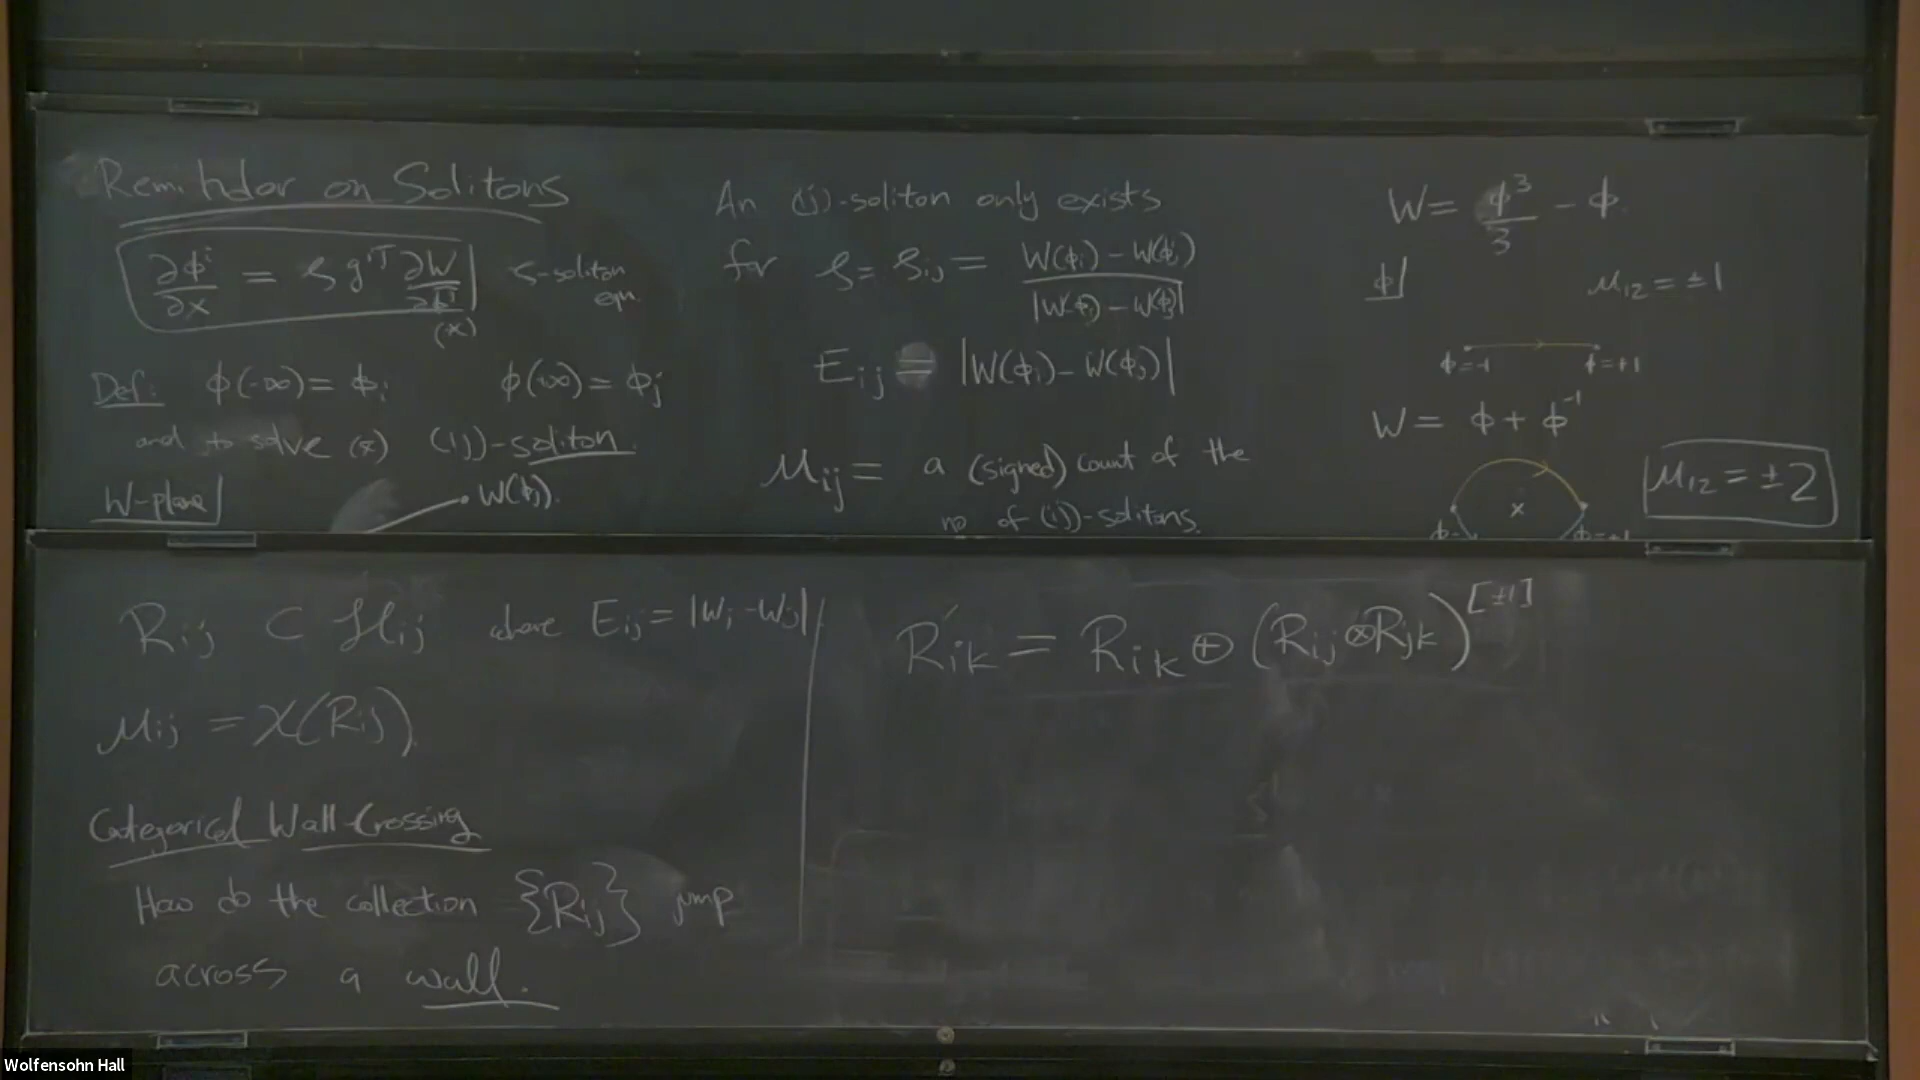 Reminder on Solitons
∂φ^i/∂x = ζ g^{iJ̄} ∂W̄/∂φ̄^J̄ ζ-soliton eqn.
(*)
Def: φ(-∞) = φ_i φ(∞) = φ_j
and to solve (*) (ij)-soliton
W-plane W(φ_j).
An (ij)-soliton only exists
for ζ = ζ_ij = W(φ_i) - W(φ_j) / |W(φ_i) - W(φ_j)|
E_ij = |W(φ_i) - W(φ_j)|
μ_ij = a (signed) count of the
no of (ij)-solitons.
W = φ^3/3 - φ.
φ μ_12 = ±1
φ=-1 φ=+1
W = φ + φ^{-1}
μ_12 = ±2
×
φ=-1 φ=+1
R_ij ⊂ H_ij where E_ij = |W_i - W_j|
μ_ij = χ(R_ij).
Categorical Wall-Crossing
How do the collection {R_ij} jump
across a wall.
R'_ik = R_ik ⊕ (R_ij ⊗ R_jk)^{[±1]}
Wolfensohn Hall